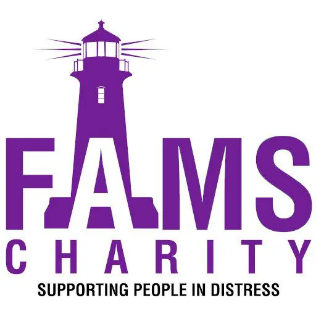 FAMS
CHARITY
SUPPORTING PEOPLE IN DISTRESS